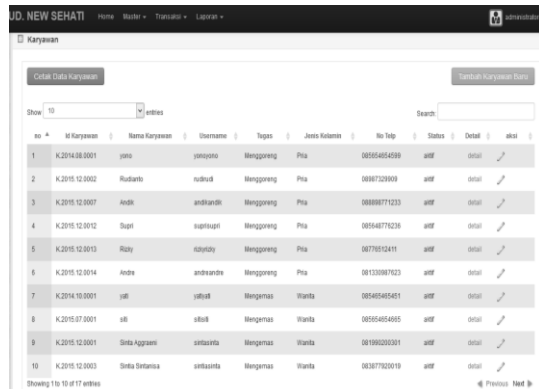 UD. NEW SEHATI Home Master Transaksi Laporan administrator
Karyawan
Cetak Data Karyawan Tambah Karyawan Baru
Show 10 entries Search:
no Id Karyawan Nama Karyawan Username Tugas Jenis Kelamin No Telp Status Detail aksi
1 K.2014.08.0001 yono yonoyono Menggoreng Pria 085654654599 aktif detail
2 K.2015.12.0002 Rudianto rudirudi Menggoreng Pria 08997329909 aktif detail
3 K.2015.12.0007 Andik andikandik Menggoreng Pria 088898771233 aktif detail
4 K.2015.12.0012 Supri suprisupri Menggoreng Pria 085648776236 aktif detail
5 K.2015.12.0013 Rizky rizkyrizky Menggoreng Pria 08776512411 aktif detail
6 K.2015.12.0014 Andre andreandre Menggoreng Pria 081330987623 aktif detail
7 K.2014.10.0001 yati yatiyati Mengemas Wanita 085465465451 aktif detail
8 K.2015.07.0001 siti sitisiti Mengemas Wanita 085654654665 aktif detail
9 K.2015.12.0001 Sinta Aggraeni sintasinta Mengemas Wanita 081990200301 aktif detail
10 K.2015.12.0003 Sintia Sintanisa sintiasintia Mengemas Wanita 083877920019 aktif detail
Showing 1 to 10 of 17 entries Previous Next